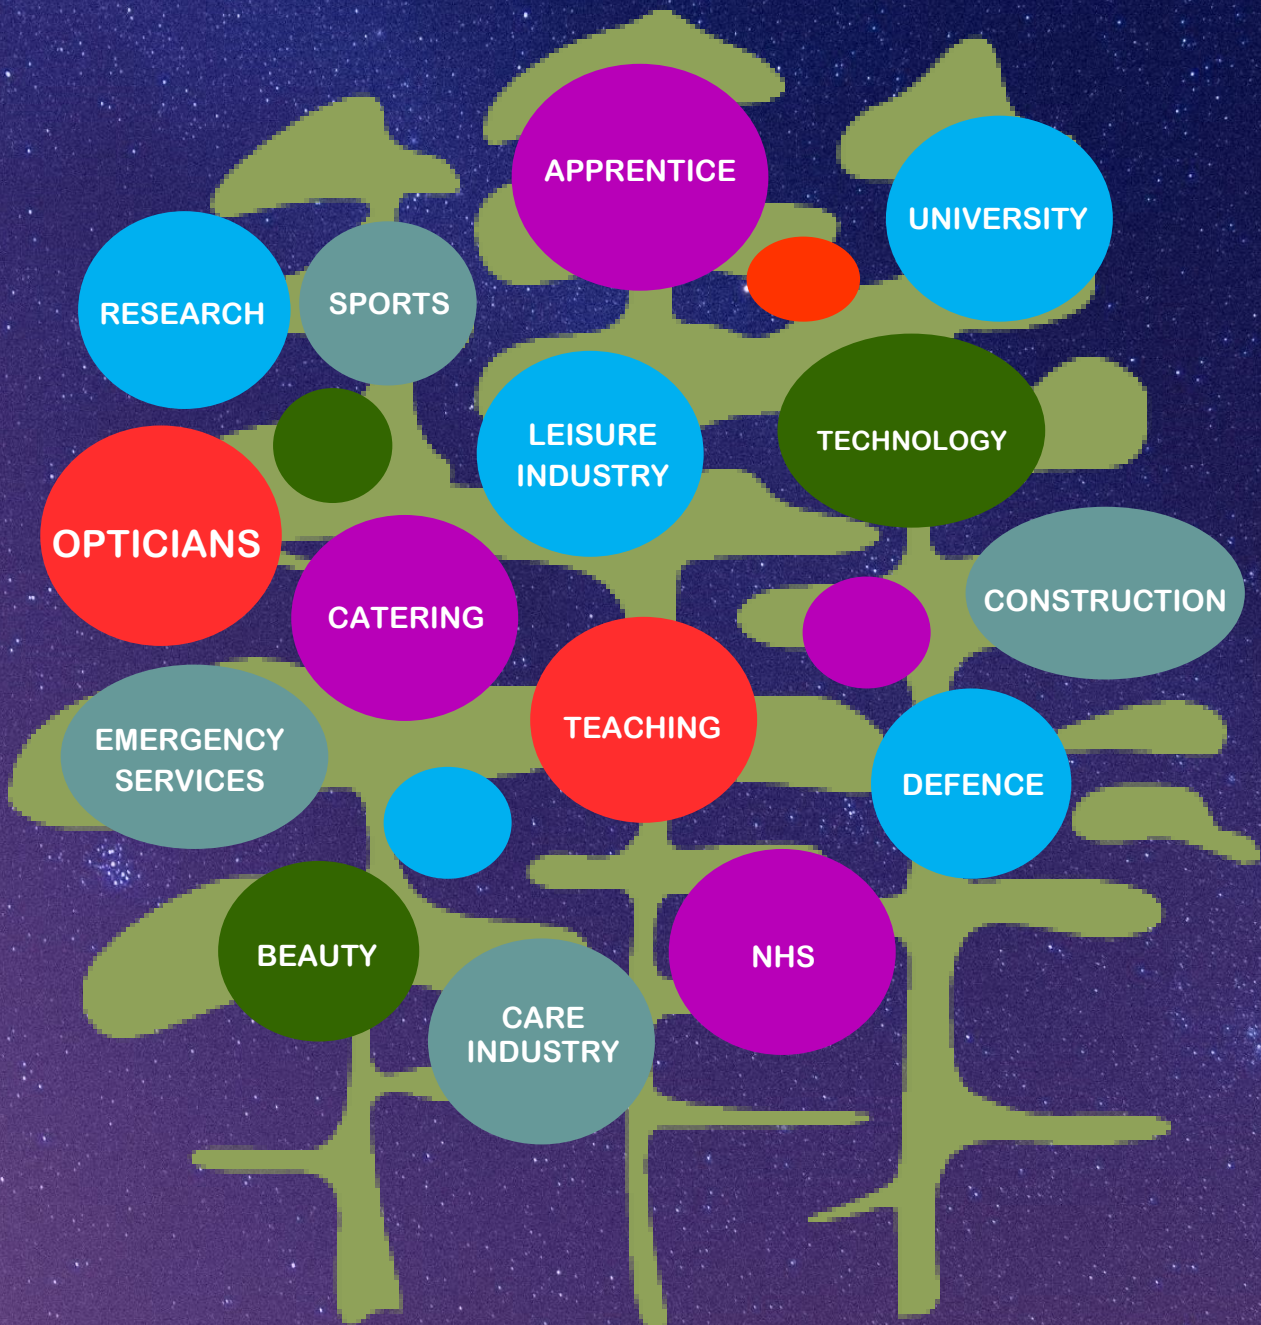 APPRENTICE
UNIVERSITY
RESEARCH
SPORTS
LEISURE
INDUSTRY
TECHNOLOGY
OPTICIANS
CATERING
CONSTRUCTION
TEACHING
EMERGENCY
SERVICES
DEFENCE
BEAUTY
NHS
CARE
INDUSTRY